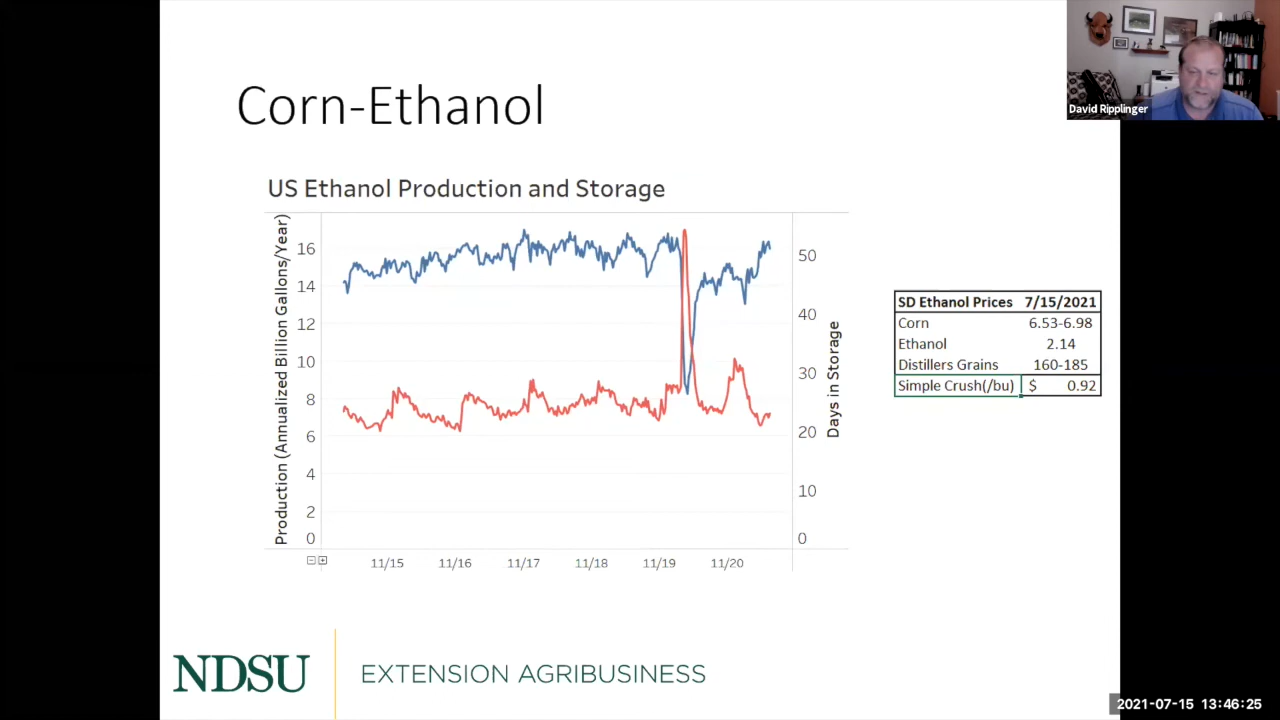 Corn-Ethanol
David Ripplinger
US Ethanol Production and Storage
Production (Annualized Billion Gallons/Year)
16
14
12
10
8
6
4
2
0
50
40
30
20
10
0
Days in Storage
11/15
11/16
11/17
11/18
11/19
11/20
SD Ethanol Prices 7/15/2021
Corn 6.53-6.98
Ethanol 2.14
Distillers Grains 160-185
Simple Crush(/bu) $ 0.92
NDSU
EXTENSION AGRIBUSINESS
2021-07-15 13:46:25